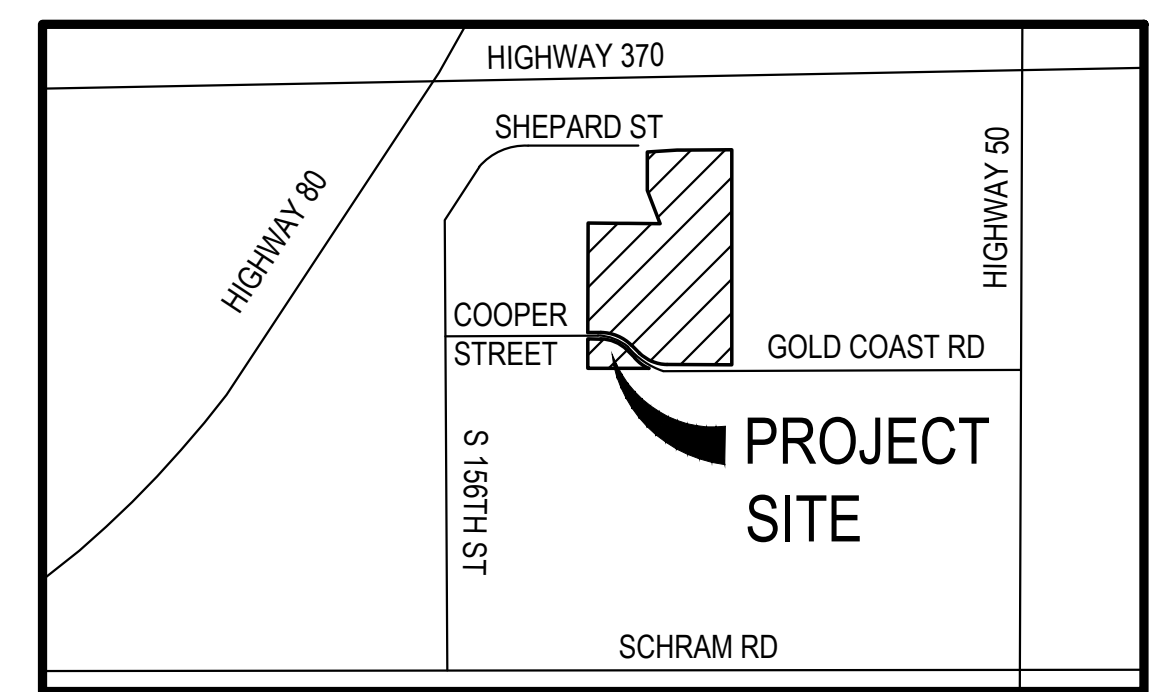 HIGHWAY 370
SHEPARD ST
HIGHWAY 80
HIGHWAY 50
COOPER
STREET
GOLD COAST RD
S 156TH ST
PROJECT
SITE
SCHRAM RD